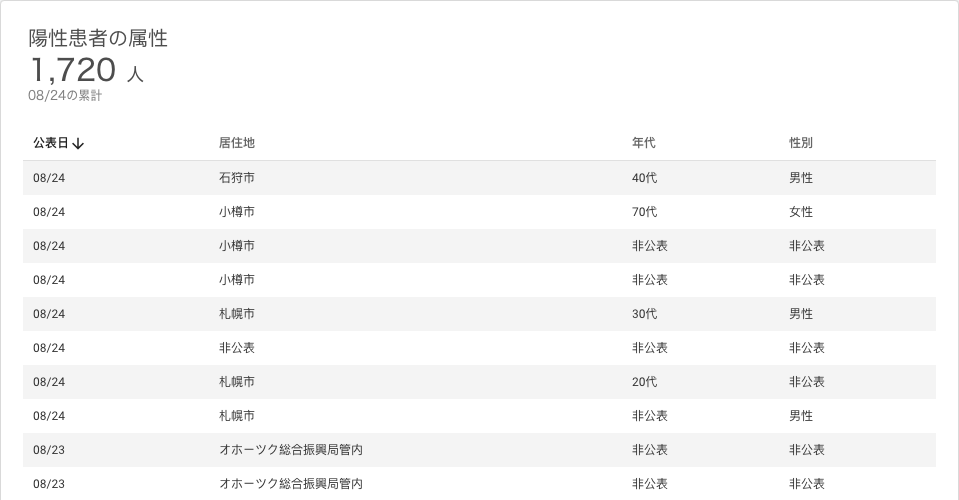 陽性患者の属性
1,720 人
08/24の累計
公表日↓ 居住地 年代 性別
08/24 石狩市 40代 男性
08/24 小樽市 70代 女性
08/24 小樽市 非公表 非公表
08/24 小樽市 非公表 非公表
08/24 札幌市 30代 男性
08/24 非公表 非公表 非公表
08/24 札幌市 20代 非公表
08/24 札幌市 非公表 男性
08/23 オホーツク総合振興局管内 非公表 非公表
08/23 オホーツク総合振興局管内 非公表 非公表